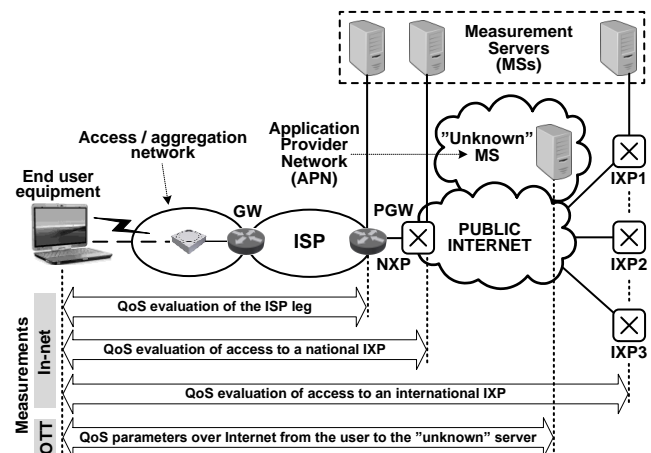 Measurement
Servers
(MSs)
Access / aggregation
network
Application
Provider
Network
(APN)
"Unknown"
MS
End user
equipment
GW
ISP
PGW
NXP
PUBLIC
INTERNET
IXP1
IXP2
IXP3
Measurements
In-net
OTT
QoS evaluation of the ISP leg
QoS evaluation of access to a national IXP
QoS evaluation of access to an international IXP
QoS parameters over Internet from the user to the "unknown" server